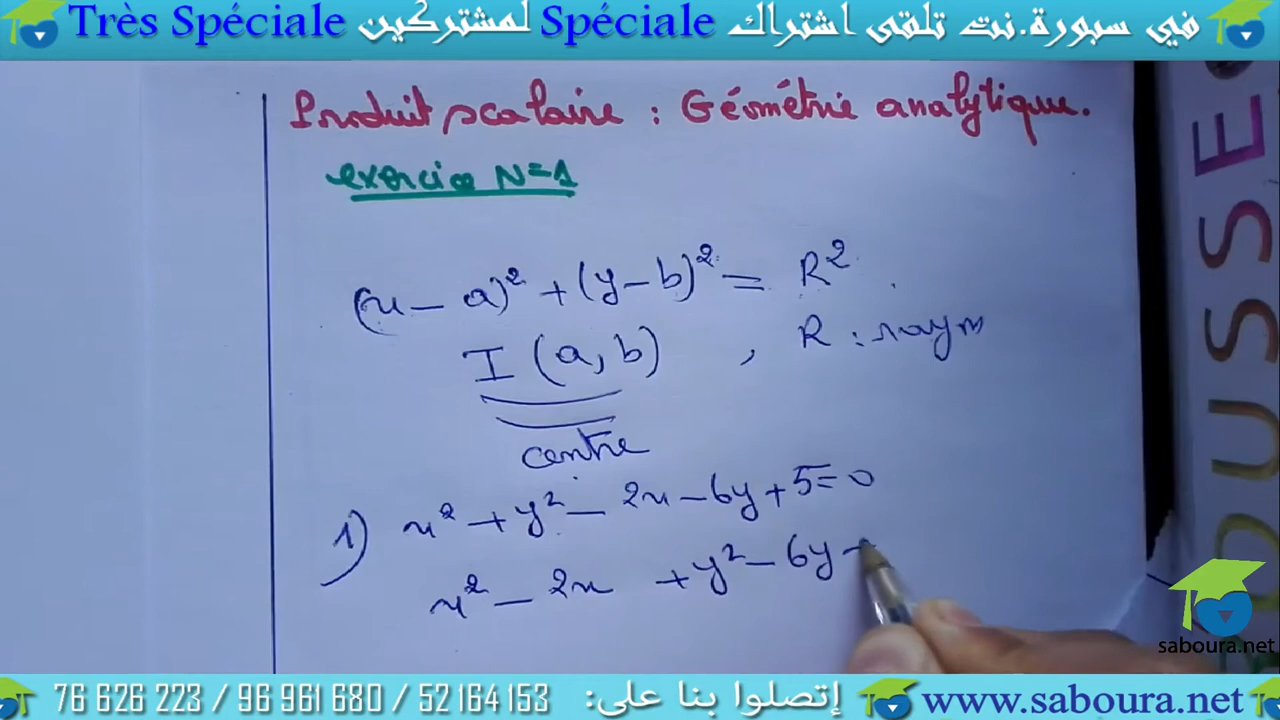 في سبورة.نت تلقى اشتراك Spéciale لمشتركين Très Spéciale
Produit scalaire : Géométrie analytique.
exercice N=1
(x - a)² + (y - b)² = R².
I (a, b) , R : rayon
centre
1) x² + y² - 2x - 6y + 5 = 0
x² - 2x + y² - 6y +
saboura.net
76 626 223 / 96 961 680 / 52 164 153 إتصلوا بنا على: www.saboura.net